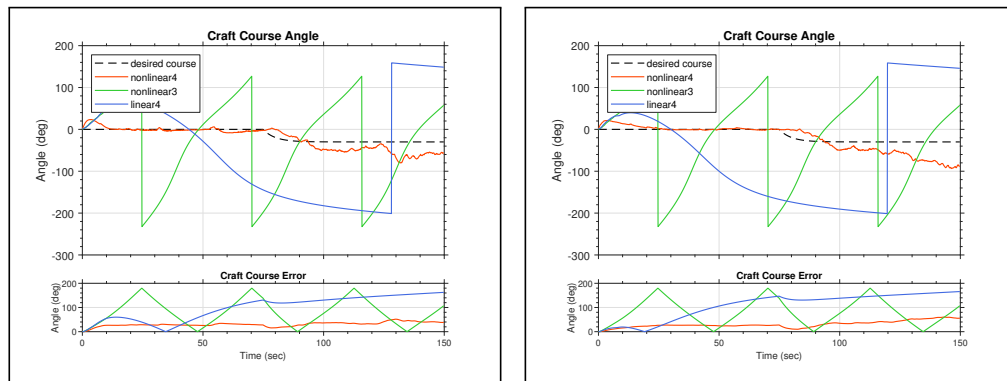 Craft Course Angle
200
desired course
nonlinear4
nonlinear3
linear4
100
0
-100
-200
-300
Angle (deg)
Craft Course Error
200
100
0
Angle (deg)
0 50 100 150
Time (sec)
Craft Course Angle
200
desired course
nonlinear4
nonlinear3
linear4
100
0
-100
-200
-300
Angle (deg)
Craft Course Error
200
100
0
Angle (deg)
0 50 100 150
Time (sec)